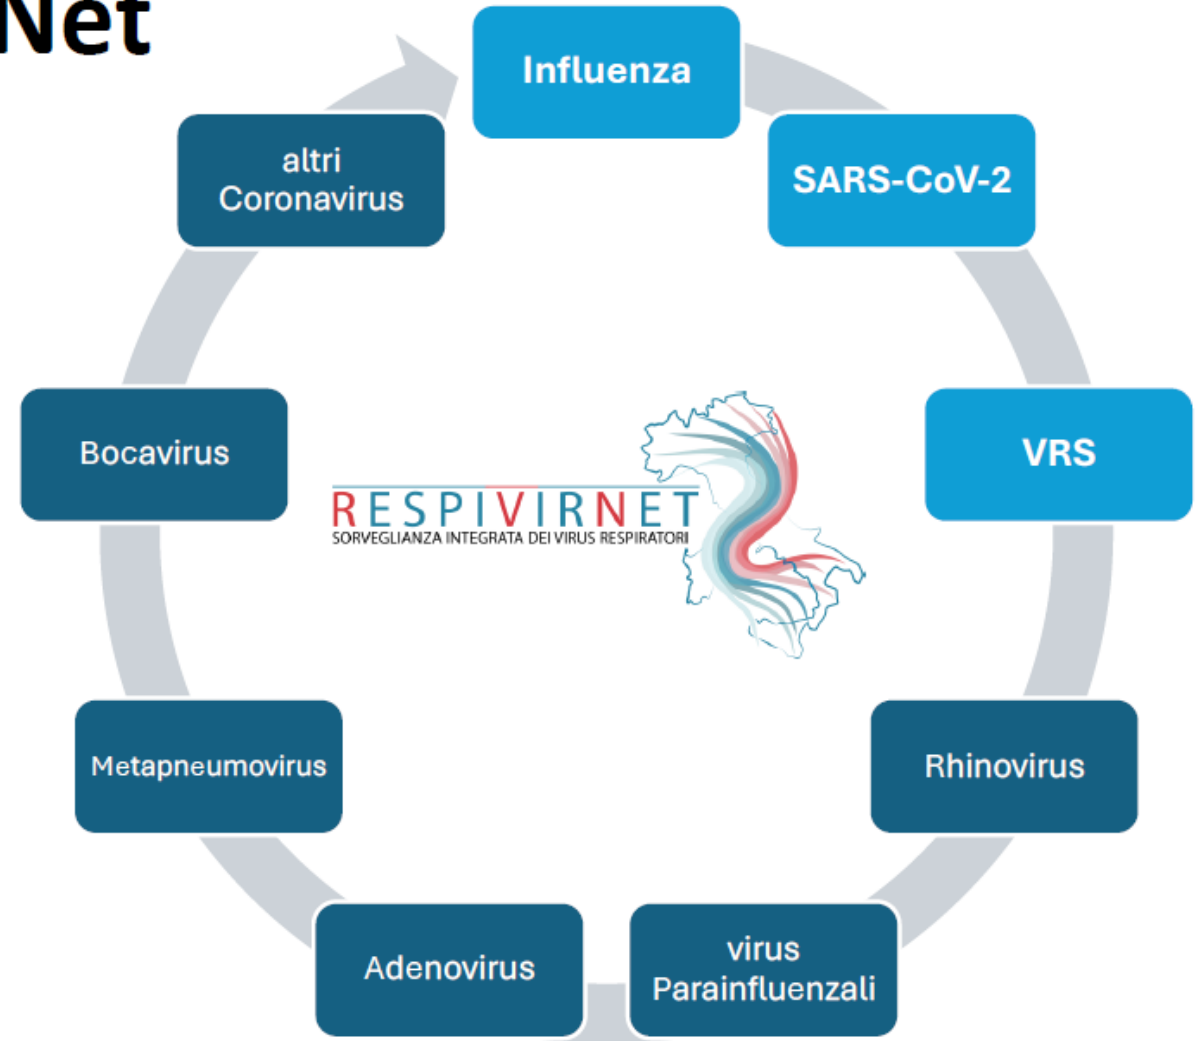 Net
Influenza
SARS-CoV-2
VRS
Rhinovirus
virus
Parainfluenzali
Adenovirus
Metapneumovirus
Bocavirus
altri
Coronavirus
RESPIVIRNET
SORVEGLIANZA INTEGRATA DEI VIRUS RESPIRATORI